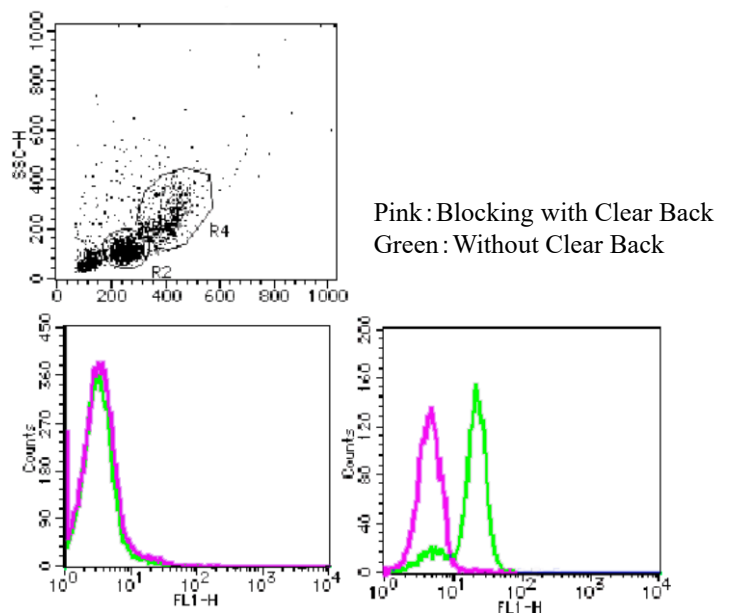 1000
800
600
400
200
0
SSC-H
R4
R2
0 200 400 600 800 1000
Pink : Blocking with Clear Back
Green : Without Clear Back
450
360
270
180
90
0
Counts
10⁰ 10¹ 10² 10³ 10⁴
FL1-H
200
160
120
80
40
0
Counts
10⁰ 10¹ 10² 10³ 10⁴
FL1-H